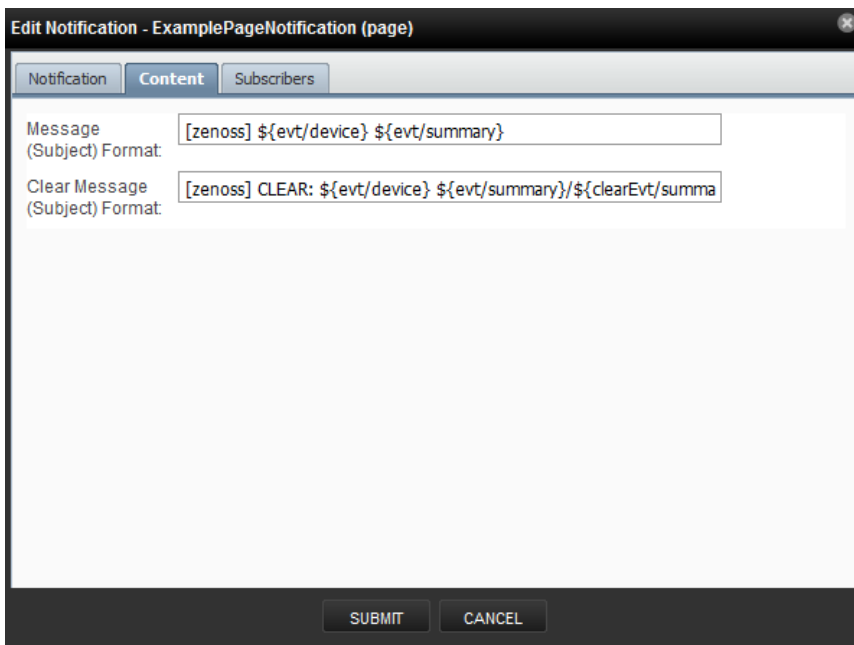 Edit Notification - ExamplePageNotification (page)
Notification Content Subscribers
Message
(Subject) Format:
[zenoss] ${evt/device} ${evt/summary}
Clear Message
(Subject) Format:
[zenoss] CLEAR: ${evt/device} ${evt/summary}/${clearEvt/summa
SUBMIT CANCEL